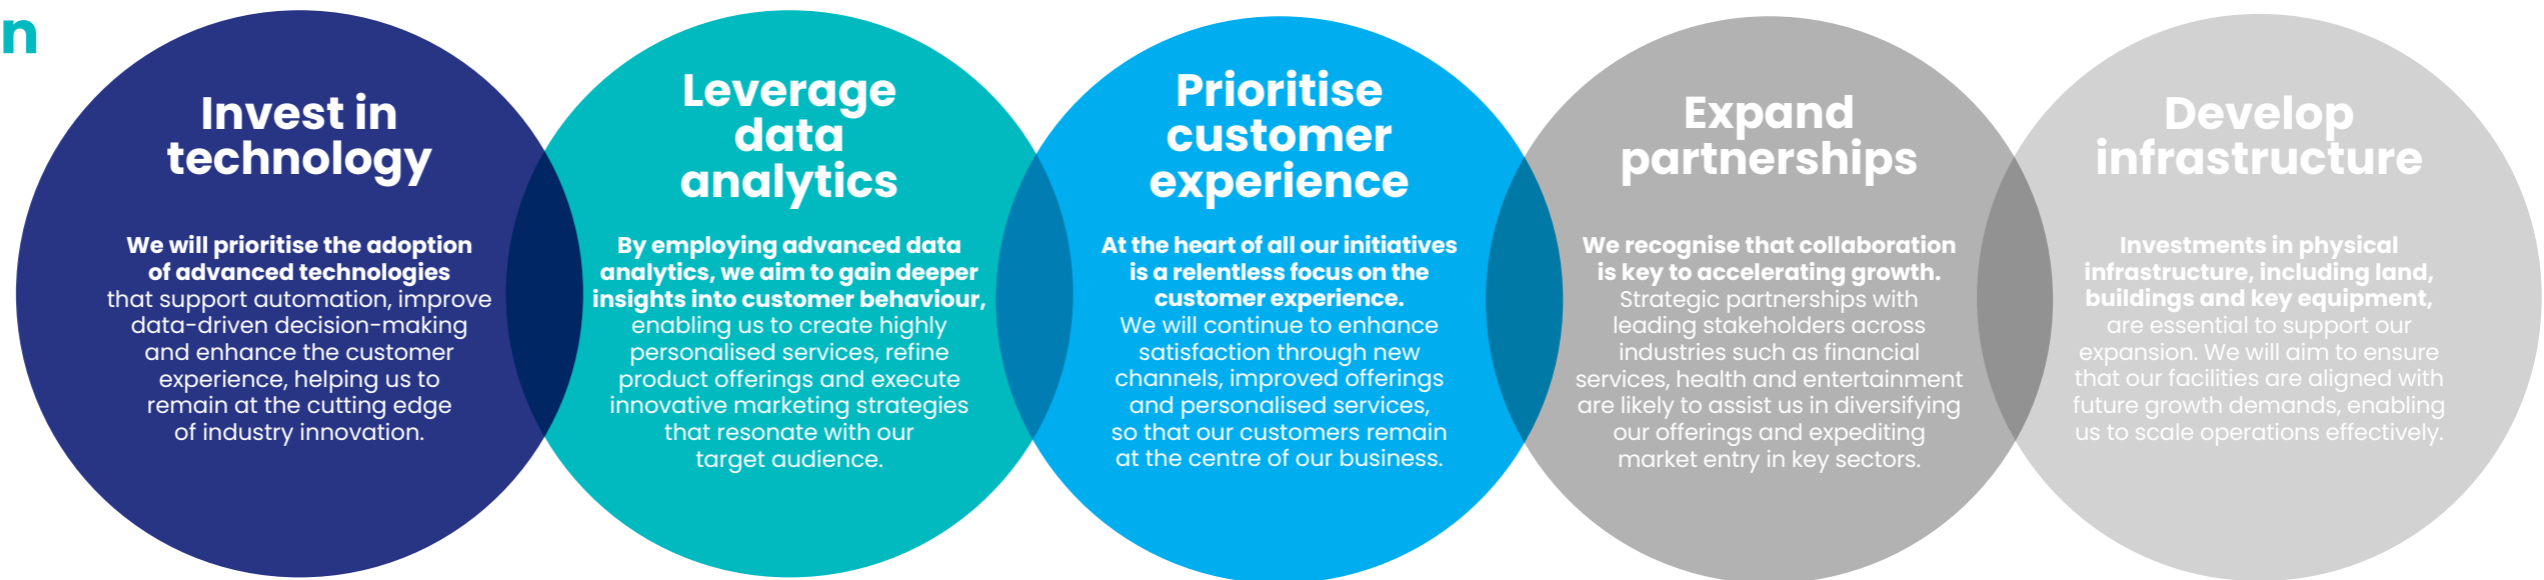 n
Invest in
technology
We will prioritise the adoption
of advanced technologies
that support automation, improve
data-driven decision-making
and enhance the customer
experience, helping us to
remain at the cutting edge
of industry innovation.
Leverage
data
analytics
By employing advanced data
analytics, we aim to gain deeper
insights into customer behaviour,
enabling us to create highly
personalised services, refine
product offerings and execute
innovative marketing strategies
that resonate with our
target audience.
Prioritise
customer
experience
At the heart of all our initiatives
is a relentless focus on the
customer experience.
We will continue to enhance
satisfaction through new
channels, improved offerings
and personalised services,
so that our customers remain
at the centre of our business.
Expand
partnerships
We recognise that collaboration
is key to accelerating growth.
Strategic partnerships with
leading stakeholders across
industries such as financial
services, health and entertainment
are likely to assist us in diversifying
our offerings and expediting
market entry in key sectors.
Develop
infrastructure
Investments in physical
infrastructure, including land,
buildings and key equipment,
are essential to support our
expansion. We will aim to ensure
that our facilities are aligned with
future growth demands, enabling
us to scale operations effectively.